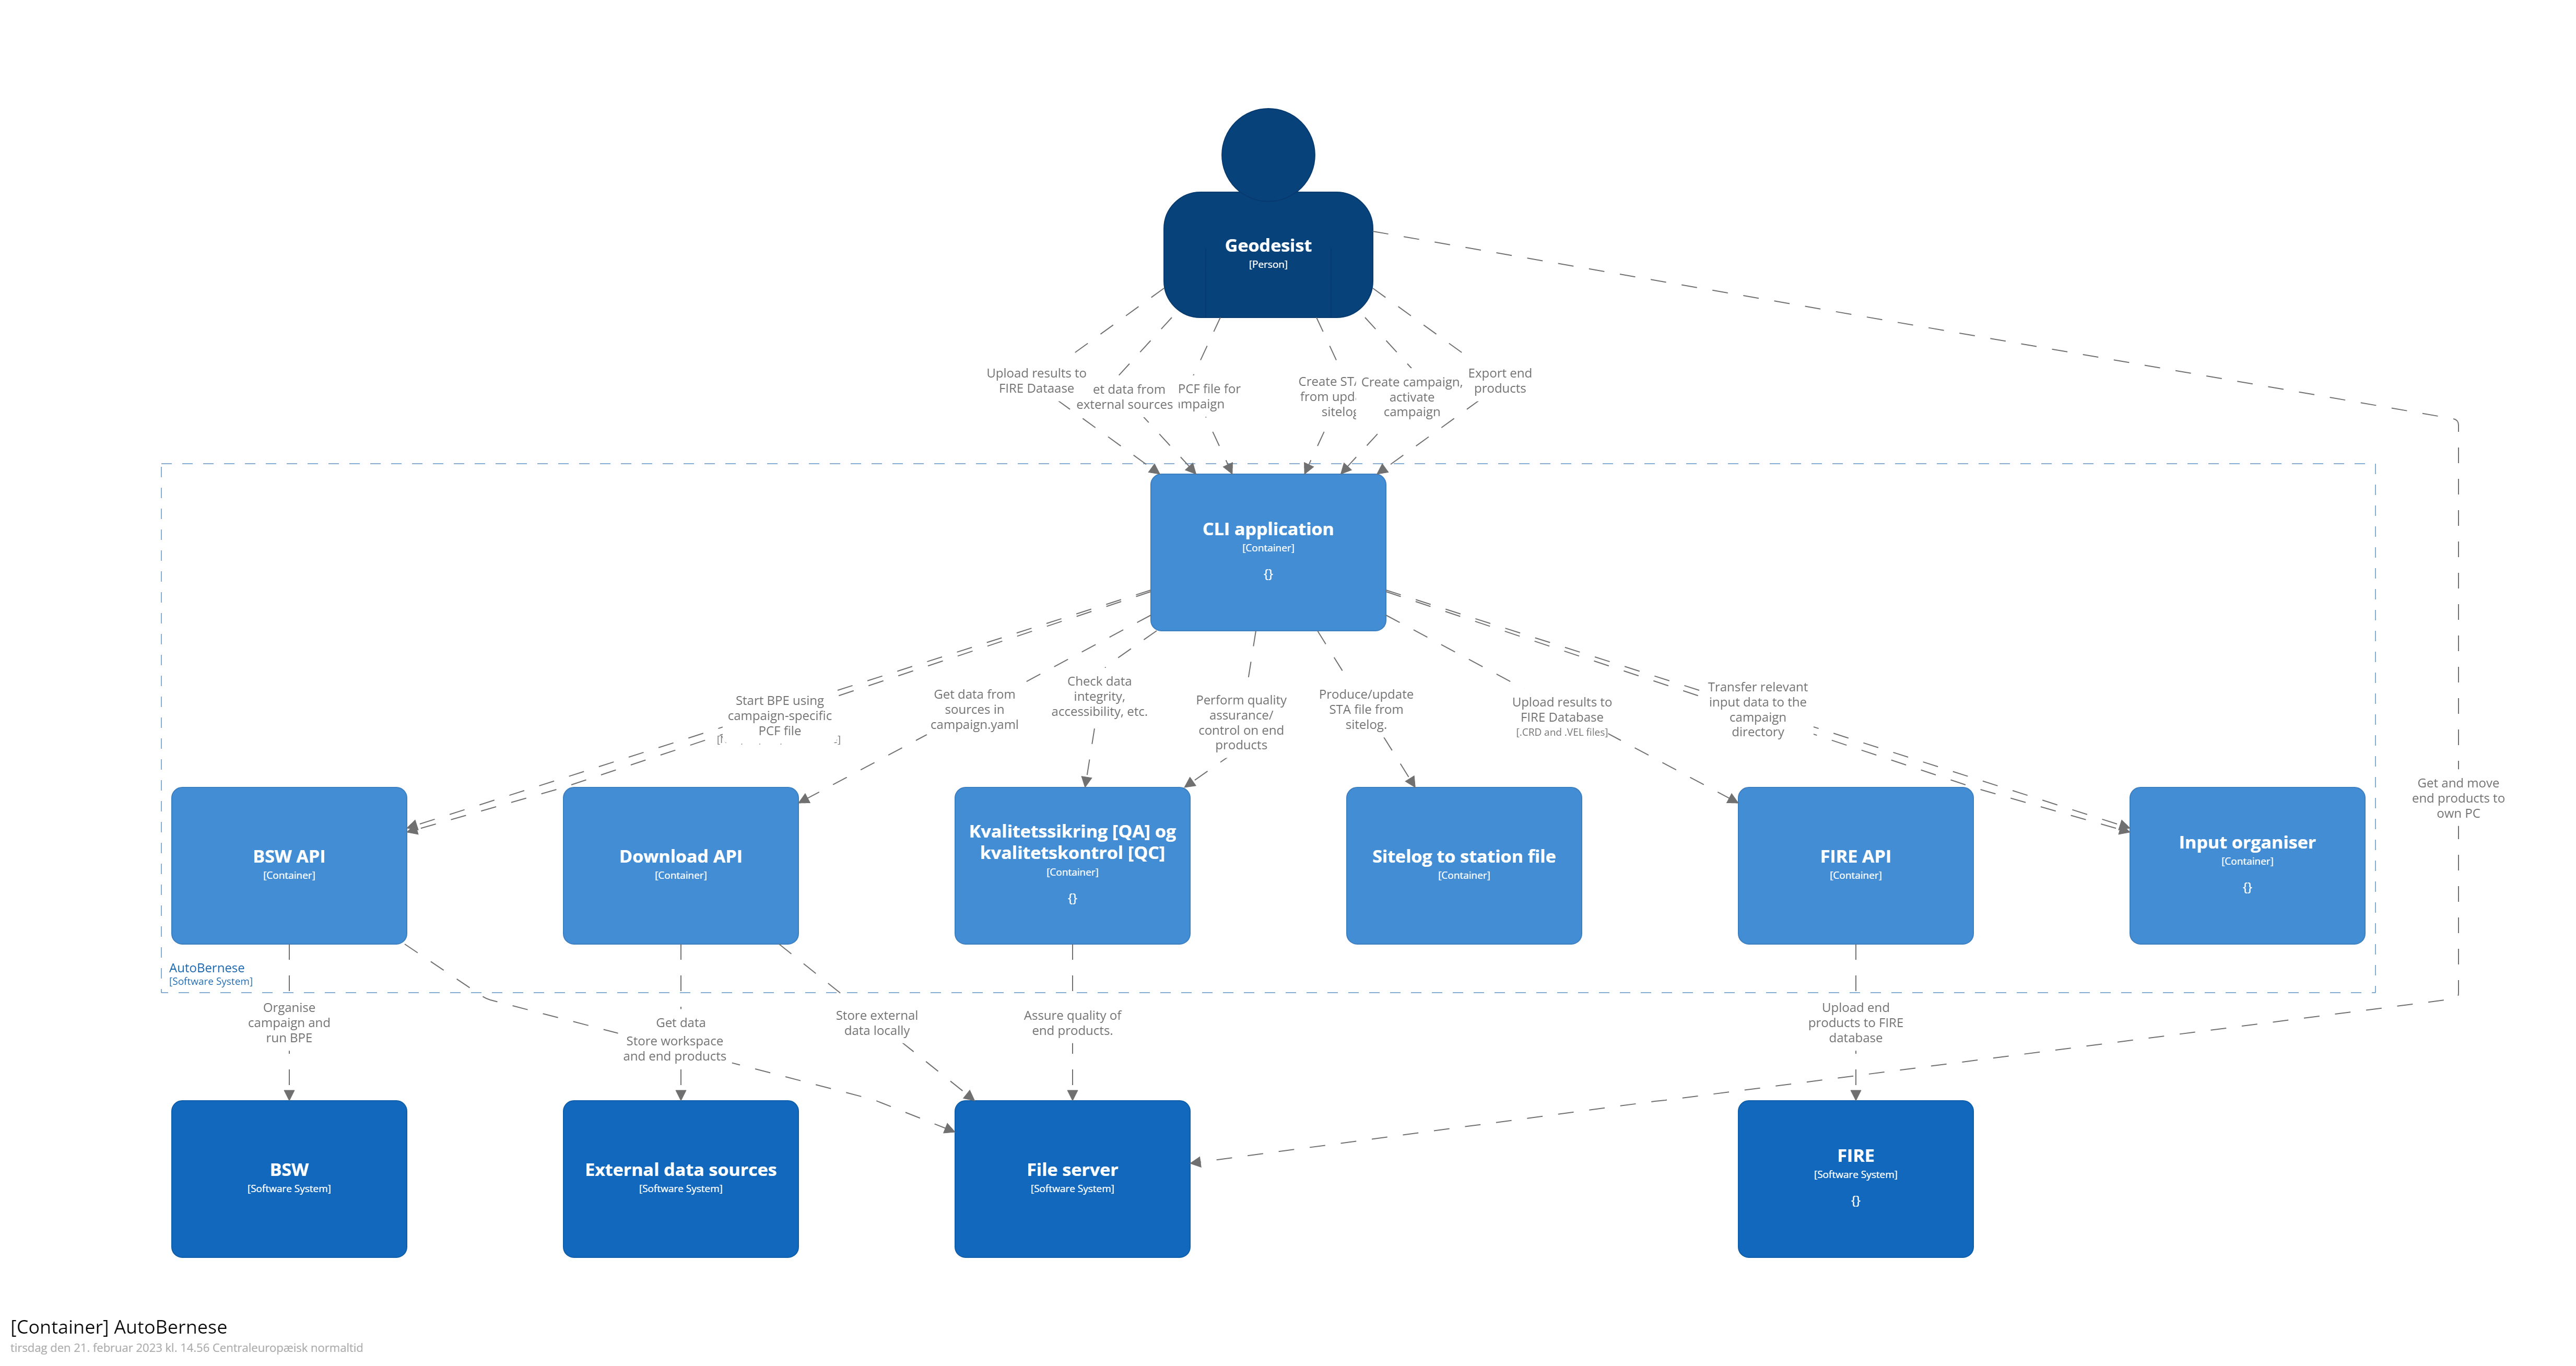 Geodesist
[Person]
Upload results to
FIRE Dataase
et data from
external sources
PCF file for
Create
from
Create campaign,
activate
campaign
Export end
products
CLI application
[Container]
{}
Start BPE using
campaign-specific
PCF file
Get data from
sources in
campaign.yaml
Check data
integrity,
accessibility, etc.
Perform quality
assurance/
control on end
products
Produce/update
STA file from
sitelog.
Upload results to
FIRE Database
[.CRD and .VEL files]
Transfer relevant
input data to the
campaign
directory
Get and move
end products to
own PC
BSW API
[Container]
Download API
[Container]
Kvalitetssikring [QA] og
kvalitetskontrol [QC]
[Container]
{}
Sitelog to station file
[Container]
FIRE API
[Container]
Input organiser
[Container]
{}
AutoBernese
[Software System]
Organise
campaign and
run BPE
Get data
Store workspace
and end products
Store external
data locally
Assure quality of
end products.
Upload end
products to FIRE
database
BSW
[Software System]
External data sources
[Software System]
File server
[Software System]
FIRE
[Software System]
{}
[Container] AutoBernese
tirsdag den 21. februar 2023 kl. 14.56 Centraleuropæisk normaltid